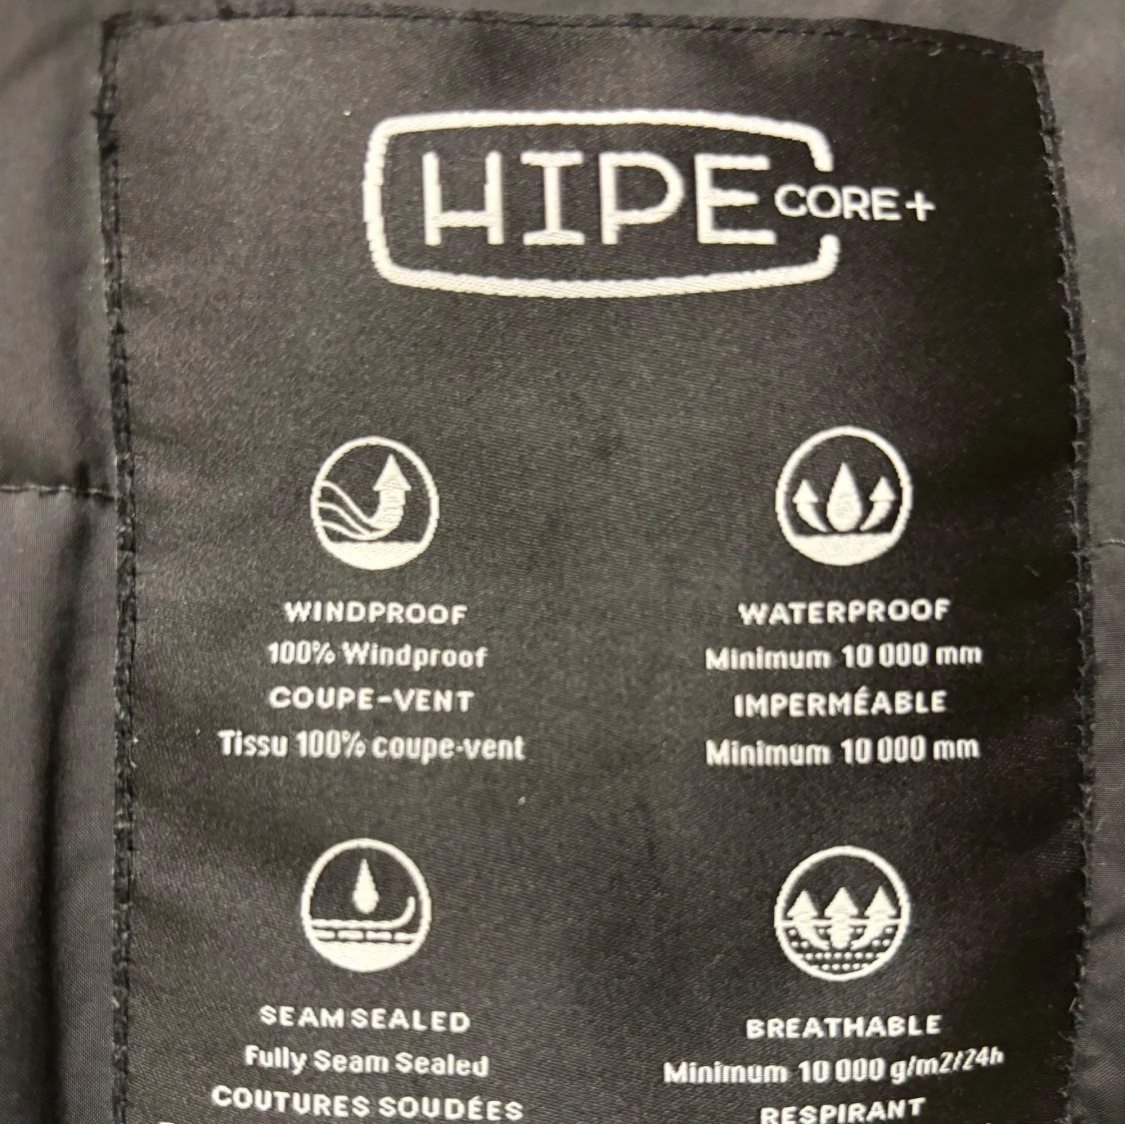 HIPE CORE+
WINDPROOF
100% Windproof
COUPE-VENT
Tissu 100% coupe-vent
WATERPROOF
Minimum 10 000 mm
IMPERMÉABLE
Minimum 10 000 mm
SEAM SEALED
Fully Seam Sealed
COUTURES SOUDÉES
BREATHABLE
Minimum 10 000 g/m2/24h
RESPIRANT